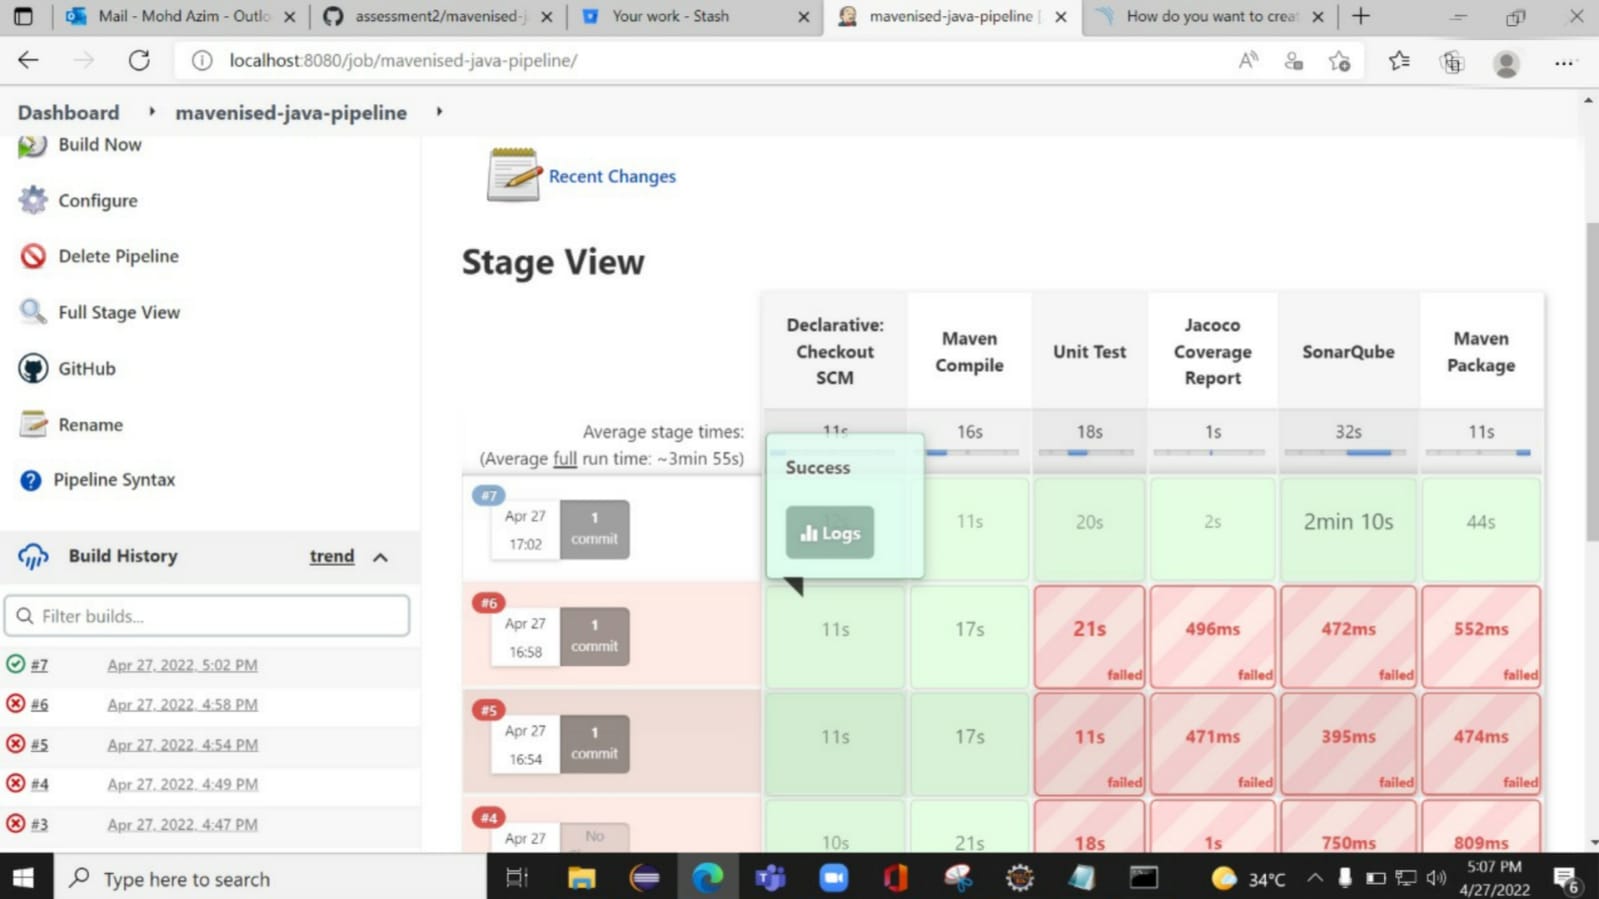 Mail - Mohd Azim - Outlo
assessment2/mavenised-j
Your work - Stash
mavenised-java-pipeline [
How do you want to creat
localhost:8080/job/mavenised-java-pipeline/
Dashboard
mavenised-java-pipeline
Build Now
Configure
Delete Pipeline
Full Stage View
GitHub
Rename
Pipeline Syntax
Build History
trend
Filter builds...
#7 Apr 27, 2022, 5:02 PM
#6 Apr 27, 2022, 4:58 PM
#5 Apr 27, 2022, 4:54 PM
#4 Apr 27, 2022, 4:49 PM
#3 Apr 27, 2022, 4:47 PM
Recent Changes
Stage View
Declarative:
Checkout
SCM
Maven
Compile
Unit Test
Jacoco
Coverage
Report
SonarQube
Maven
Package
Average stage times:
(Average full run time: ~3min 55s)
11s
16s
18s
1s
32s
11s
Success
Logs
#7
Apr 27
17:02
1
commit
12s
11s
20s
2s
2min 10s
44s
#6
Apr 27
16:58
1
commit
11s
17s
21s
failed
496ms
failed
472ms
failed
552ms
failed
#5
Apr 27
16:54
1
commit
11s
17s
11s
failed
471ms
failed
395ms
failed
474ms
failed
#4
Apr 27
No
10s
21s
18s
1s
750ms
809ms
Type here to search
34°C
5:07 PM
4/27/2022
6